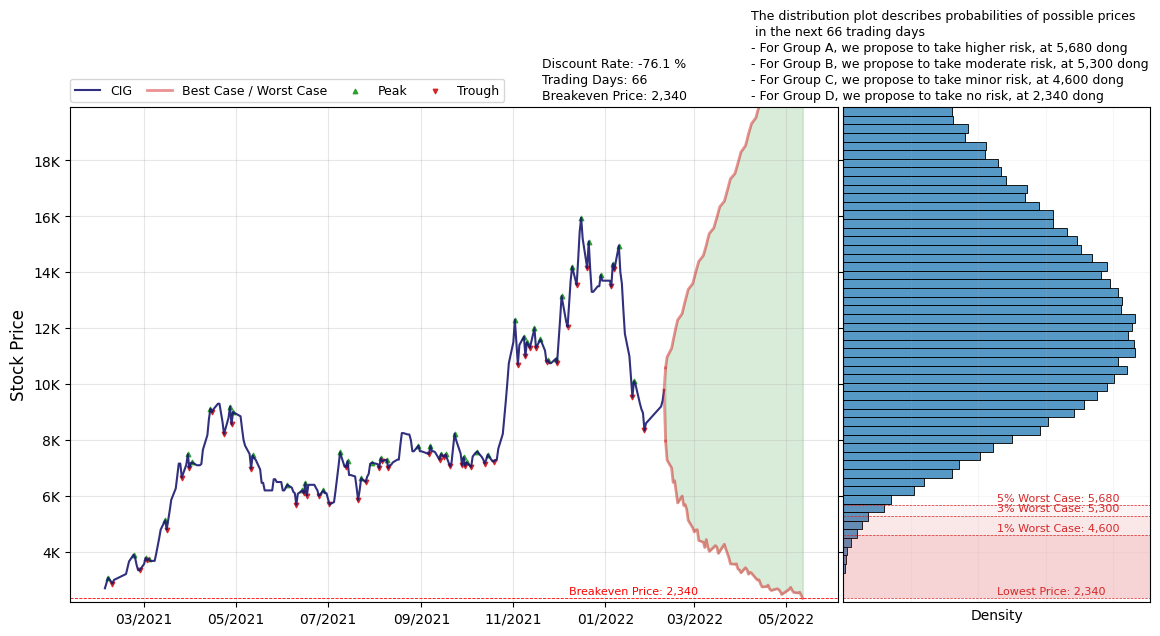 The distribution plot describes probabilities of possible prices
in the next 66 trading days
- For Group A, we propose to take higher risk, at 5,680 dong
- For Group B, we propose to take moderate risk, at 5,300 dong
- For Group C, we propose to take minor risk, at 4,600 dong
- For Group D, we propose to take no risk, at 2,340 dong
Discount Rate: -76.1 %
Trading Days: 66
Breakeven Price: 2,340
CIG
Best Case / Worst Case
Peak
Trough
Stock Price
18K
16K
14K
12K
10K
8K
6K
4K
Breakeven Price: 2,340
03/2021
05/2021
07/2021
09/2021
11/2021
01/2022
03/2022
05/2022
5% Worst Case: 5,680
3% Worst Case: 5,300
1% Worst Case: 4,600
Lowest Price: 2,340
Density